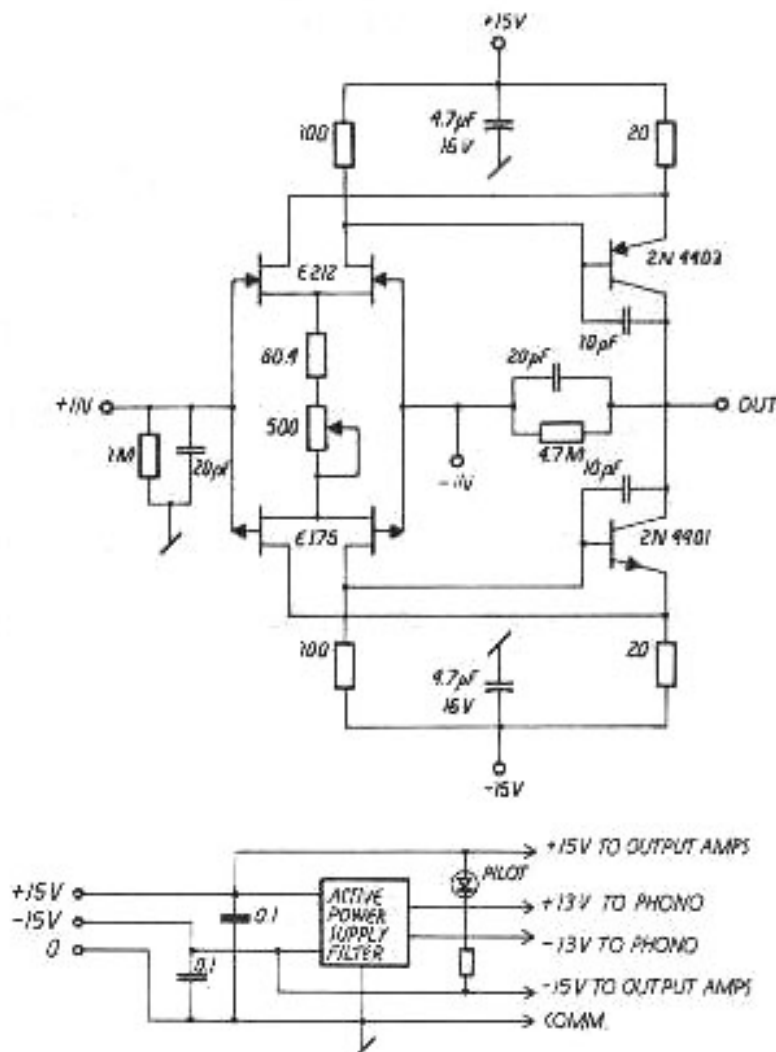 +15V
100
4.7µF
16V
20
E212
2N 4403
10pF
60.4
20pF
+IN
500
OUT
1M
20pF
4.7M
-IN
10pF
E175
2N 4401
100
4.7µF
16V
20
-15V
+15V TO OUTPUT AMPS
PILOT
+15V
-15V
0
0.1
0.1
ACTIVE
POWER
SUPPLY
FILTER
+13V TO PHONO
-13V TO PHONO
-15V TO OUTPUT AMPS
COMM.